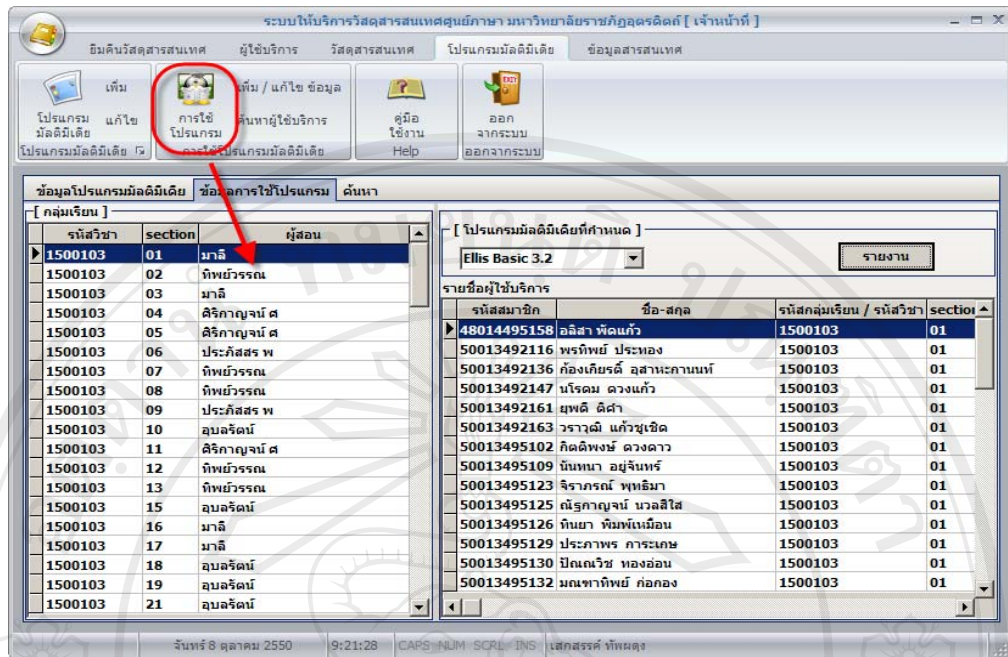 ระบบให้บริการวัสดุสารสนเทศศูนย์ภาษา มหาวิทยาลัยราชภัฏอุตรดิตถ์ [ เจ้าหน้าที่ ]
ยืมคืนวัสดุสารสนเทศ ผู้ใช้บริการ วัสดุสารสนเทศ โปรแกรมมัลติมิเดีย ข้อมูลสารสนเทศ
เพิ่ม เพิ่ม / แก้ไข ข้อมูล
โปรแกรม มัลติมิเดีย แก้ไข การใช้ โปรแกรม ค้นหาผู้ใช้บริการ คู่มือ ใช้งาน ออก จากระบบ
โปรแกรมมัลติมิเดีย การใช้โปรแกรมมัลติมิเดีย Help ออกจากระบบ
ข้อมูลโปรแกรมมัลติมิเดีย ข้อมูลการใช้โปรแกรม ค้นหา
[ กลุ่มเรียน ]
รหัสวิชา section ผู้สอน
1500103 01 มาลี
1500103 02 ทิพย์วรรณ
1500103 03 มาลี
1500103 04 ศิริกาญจน์ ศ
1500103 05 ศิริกาญจน์ ศ
1500103 06 ประภัสสร พ
1500103 07 ทิพย์วรรณ
1500103 08 ทิพย์วรรณ
1500103 09 ประภัสสร พ
1500103 10 อุบลรัตน์
1500103 11 ศิริกาญจน์ ศ
1500103 12 ทิพย์วรรณ
1500103 13 ทิพย์วรรณ
1500103 15 อุบลรัตน์
1500103 16 มาลี
1500103 17 มาลี
1500103 18 อุบลรัตน์
1500103 19 อุบลรัตน์
1500103 21 อุบลรัตน์
[ โปรแกรมมัลติมิเดียที่กำหนด ]
Ellis Basic 3.2 รายงาน
รายชื่อผู้ใช้บริการ
รหัสสมาชิก ชื่อ-สกุล รหัสกลุ่มเรียน / รหัสวิชา section
48014495158 อลิสา พัดแก้ว 1500103 01
50013492116 พรทิพย์ ประทอง 1500103 01
50013492136 ก้องเกียรติ์ อุสาหะกานนท์ 1500103 01
50013492147 นโรดม ดวงแก้ว 1500103 01
50013492161 ยุพดี ดีคำ 1500103 01
50013492163 วราวุฒิ แก้วชูเชิด 1500103 01
50013495102 กิตติพงษ์ ดวงดาว 1500103 01
50013495109 นันทนา อยู่จันทร์ 1500103 01
50013495123 จิราภรณ์ พุทธิมา 1500103 01
50013495125 ณัฐกาญจน์ นวลสีใส 1500103 01
50013495126 ทินยา พิมพ์เหมือน 1500103 01
50013495129 ประภาพร การะเกษ 1500103 01
50013495130 ปัณณวิช ทองอ่อน 1500103 01
50013495132 มณฑาทิพย์ ก่อกอง 1500103 01
จันทร์ 8 ตุลาคม 2550 9:21:28 CAPS NUM SCRL INS เสกสรรค์ ทัพผดุง